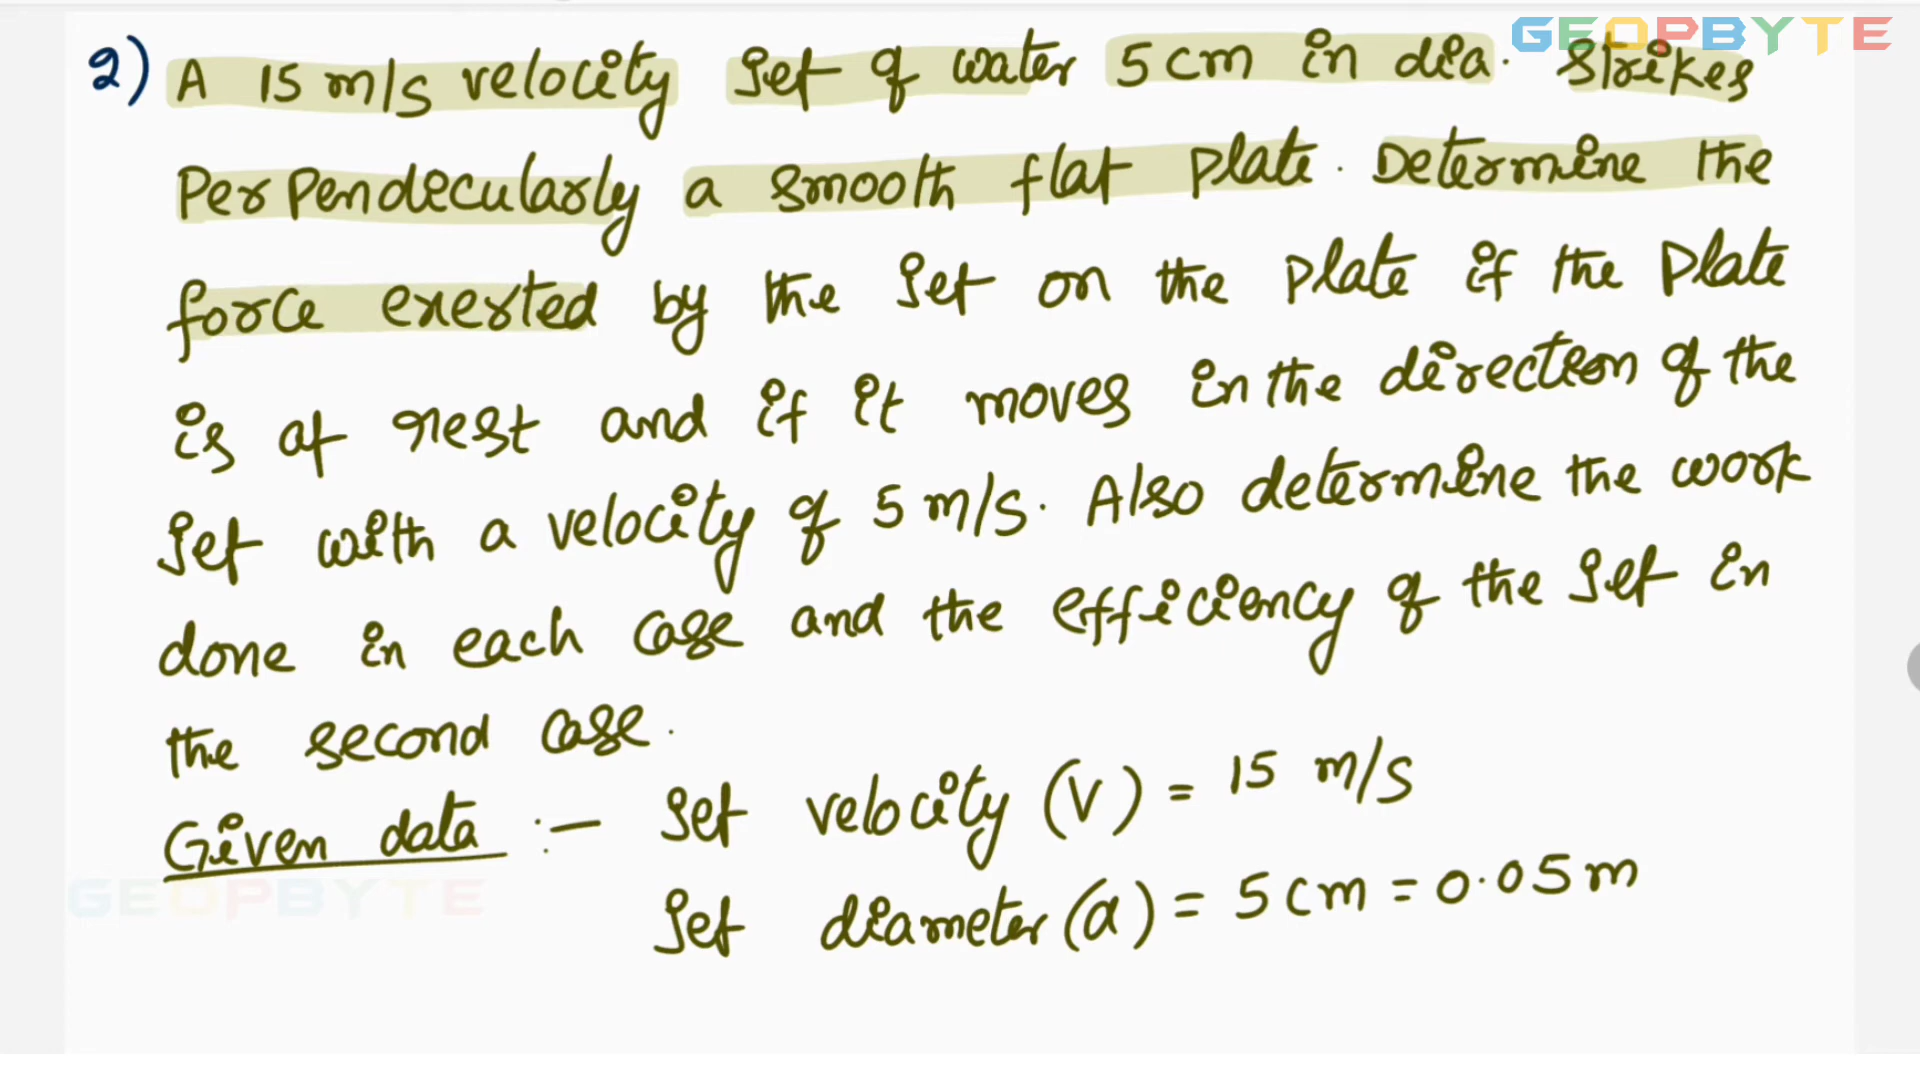 GEOPBYTE
2) A 15 m/s velocity Jet of water 5 cm in dia. strikes
Perpendicularly a smooth flat plate. Determine the
force exerted by the Jet on the plate if the plate
is at rest and if it moves in the direction of the
Jet with a velocity of 5 m/s. Also determine the work
done in each case and the efficiency of the Jet in
the second case.
Given data :- Jet velocity (V) = 15 m/s
GEOPBYTE
Jet diameter (d) = 5 cm = 0.05 m